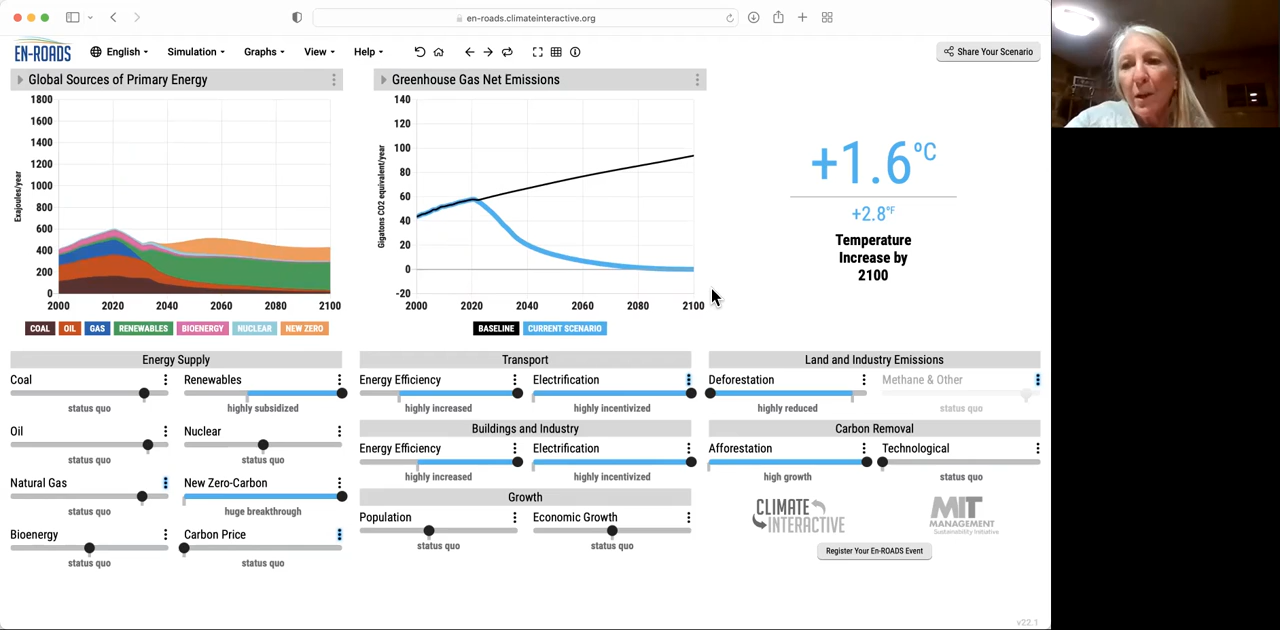 en-roads.climateinteractive.org
EN-ROADS
English
Simulation
Graphs
View
Help
Share Your Scenario
Global Sources of Primary Energy
1800
1600
1400
1200
1000
800
600
400
200
0
Exajoules/year
2000
2020
2040
2060
2080
2100
COAL
OIL
GAS
RENEWABLES
BIOENERGY
NUCLEAR
NEW ZERO
Greenhouse Gas Net Emissions
140
120
100
80
60
40
20
0
-20
Gigatons CO2 equivalent/year
2000
2020
2040
2060
2080
2100
BASELINE
CURRENT SCENARIO
+1.6°C
+2.8°F
Temperature
Increase by
2100
Energy Supply
Coal
status quo
Renewables
highly subsidized
Oil
status quo
Nuclear
status quo
Natural Gas
status quo
New Zero-Carbon
huge breakthrough
Bioenergy
status quo
Carbon Price
status quo
Transport
Energy Efficiency
highly increased
Electrification
highly incentivized
Buildings and Industry
Energy Efficiency
highly increased
Electrification
highly incentivized
Growth
Population
status quo
Economic Growth
status quo
Land and Industry Emissions
Deforestation
highly reduced
Methane & Other
status quo
Carbon Removal
Afforestation
high growth
Technological
status quo
CLIMATE
INTERACTIVE
MIT
MANAGEMENT
Sustainability Initiative
Register Your En-ROADS Event
v22.1